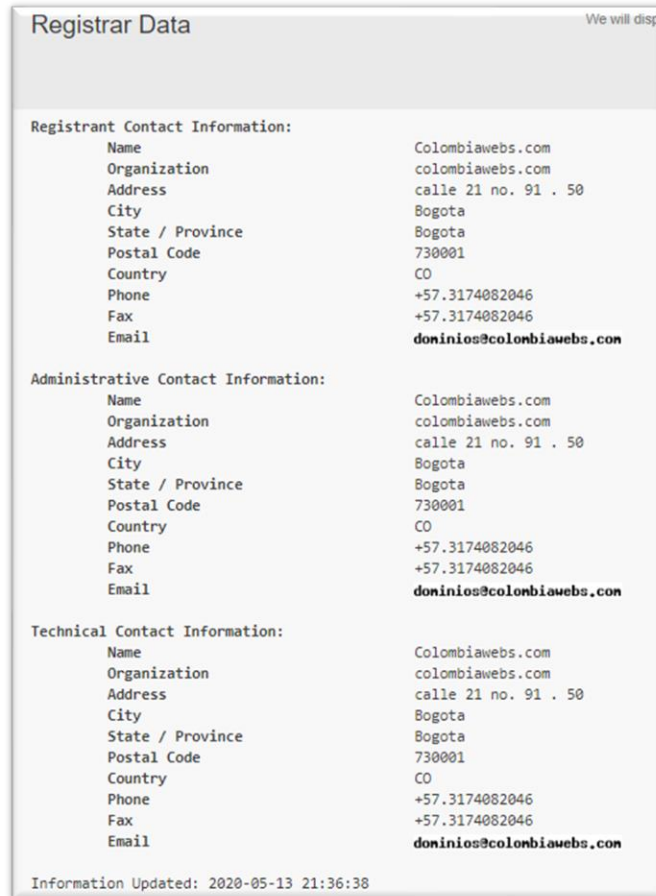 Registrar Data
We will disp
Registrant Contact Information:
Name Colombiawebs.com
Organization colombiawebs.com
Address calle 21 no. 91 . 50
City Bogota
State / Province Bogota
Postal Code 730001
Country CO
Phone +57.3174082046
Fax +57.3174082046
Email dominios@colombiawebs.com
Administrative Contact Information:
Name Colombiawebs.com
Organization colombiawebs.com
Address calle 21 no. 91 . 50
City Bogota
State / Province Bogota
Postal Code 730001
Country CO
Phone +57.3174082046
Fax +57.3174082046
Email dominios@colombiawebs.com
Technical Contact Information:
Name Colombiawebs.com
Organization colombiawebs.com
Address calle 21 no. 91 . 50
City Bogota
State / Province Bogota
Postal Code 730001
Country CO
Phone +57.3174082046
Fax +57.3174082046
Email dominios@colombiawebs.com
Information Updated: 2020-05-13 21:36:38